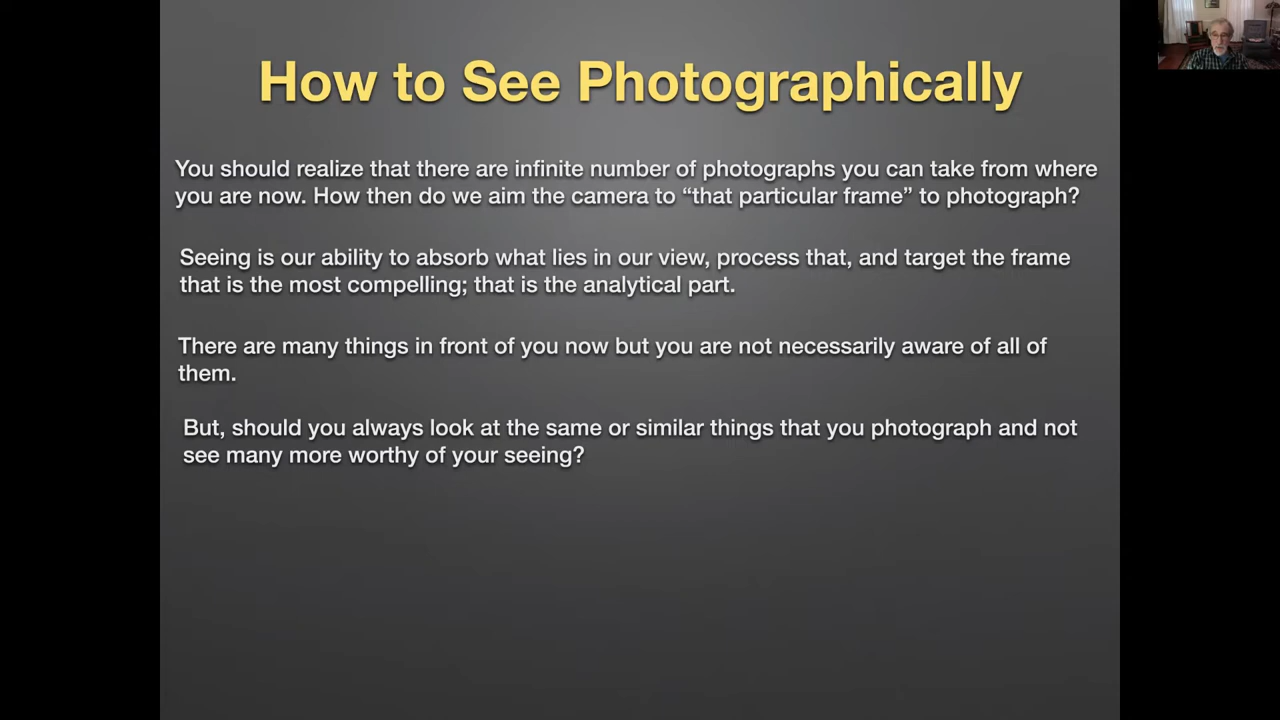 How to See Photographically
You should realize that there are infinite number of photographs you can take from where
you are now. How then do we aim the camera to “that particular frame” to photograph?
Seeing is our ability to absorb what lies in our view, process that, and target the frame
that is the most compelling; that is the analytical part.
There are many things in front of you now but you are not necessarily aware of all of
them.
But, should you always look at the same or similar things that you photograph and not
see many more worthy of your seeing?